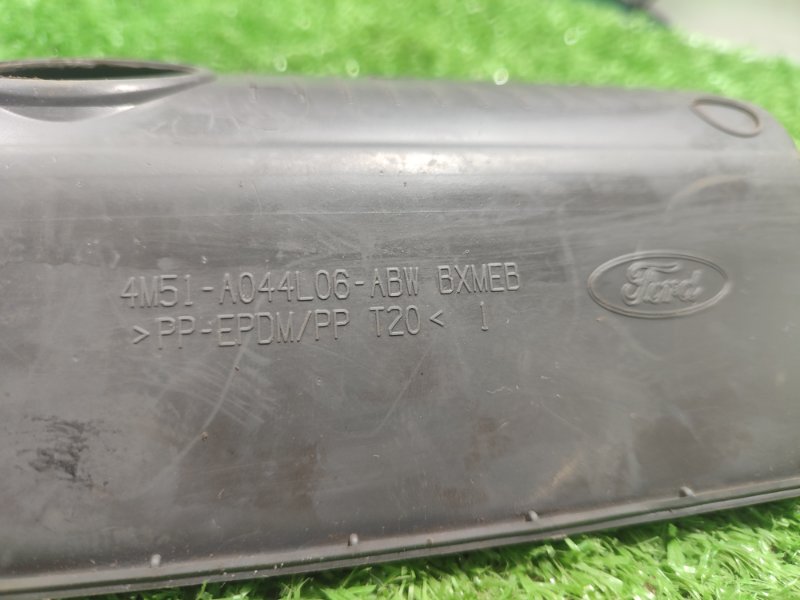 4M51-A044L06-ABW BXMEB
>PP-EPDM/PP T20< 1
Ford